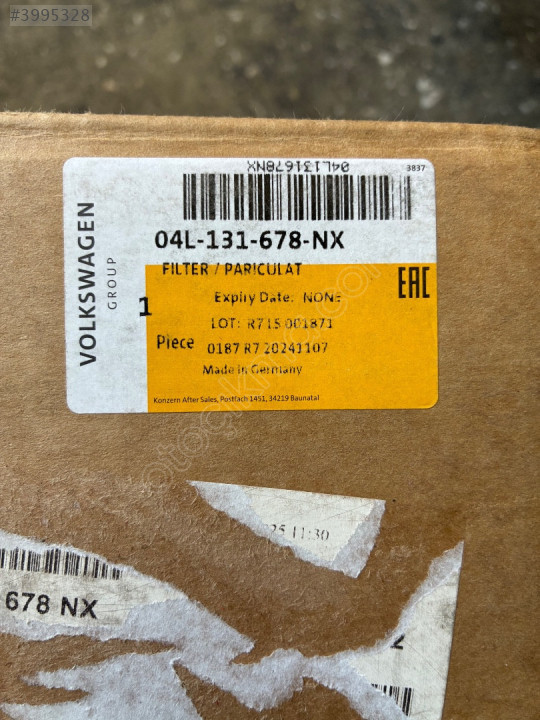 #3995328
04L131678NX
3837
04L-131-678-NX
FILTER / PARICULAT
VOLKSWAGEN
GROUP
EAC
1
Piece
Expiry Date: NONE
LOT: R715 001871
0187 R7 20241107
Made in Germany
Konzern After Sales, Postfach 1451, 34219 Baunatal
25 11:30
678 NX